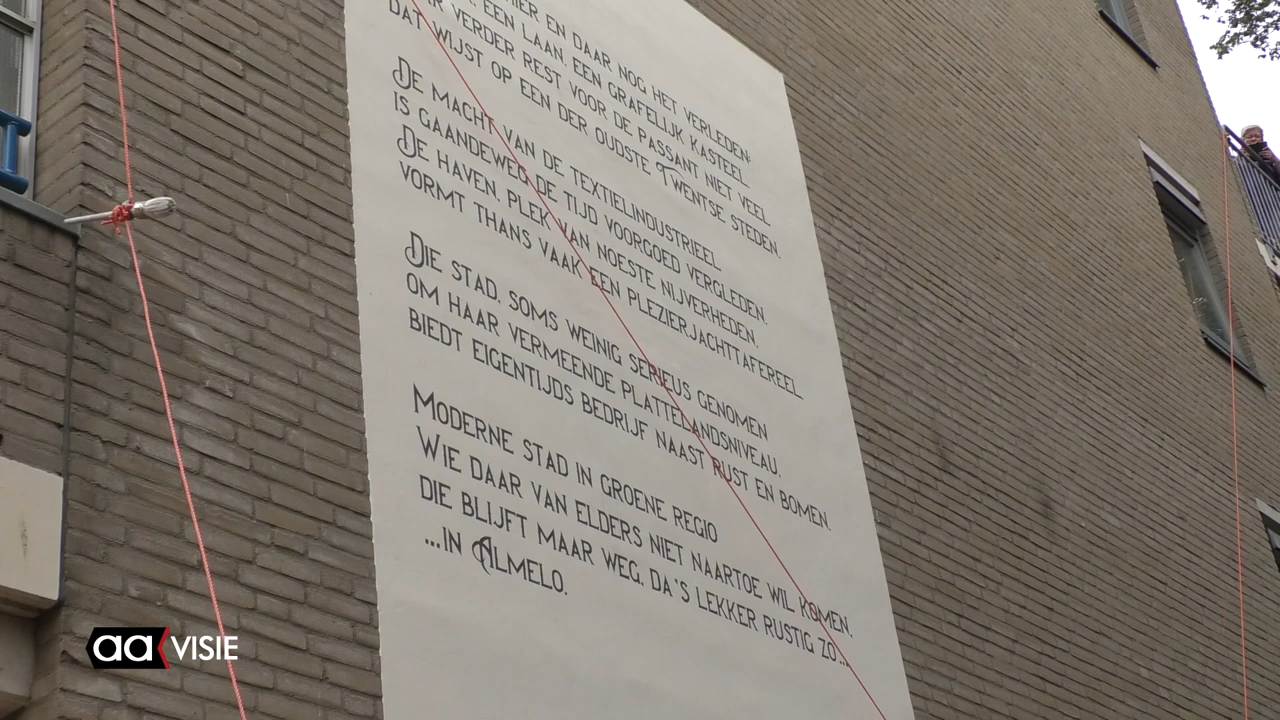 HIER EN DAAR NOG HET VERLEDEN:
EEN LAAN, EEN GRAFELIJK KASTEEL.
VERDER REST VOOR DE PASSANT NIET VEEL
DAT WIJST OP EEN DER OUDSTE TWENTSE STEDEN.
DE MACHT VAN DE TEXTIELINDUSTRIEEL
IS GAANDEWEG DE TIJD VOORGOED VERGLEDEN.
DE HAVEN, PLEK VAN NOESTE NIJVERHEDEN,
VORMT THANS VAAK EEN PLEZIERJACHTTAFEREEL.
DIE STAD, SOMS WEINIG SERIEUS GENOMEN
OM HAAR VERMEENDE PLATTELANDSNIVEAU,
BIEDT EIGENTIJDS BEDRIJF NAAST RUST EN BOMEN.
MODERNE STAD IN GROENE REGIO
WIE DAAR VAN ELDERS NIET NAARTOE WIL KOMEN,
DIE BLIJFT MAAR WEG, DA'S LEKKER RUSTIG ZO...
...IN ALMELO.
aa VISIE